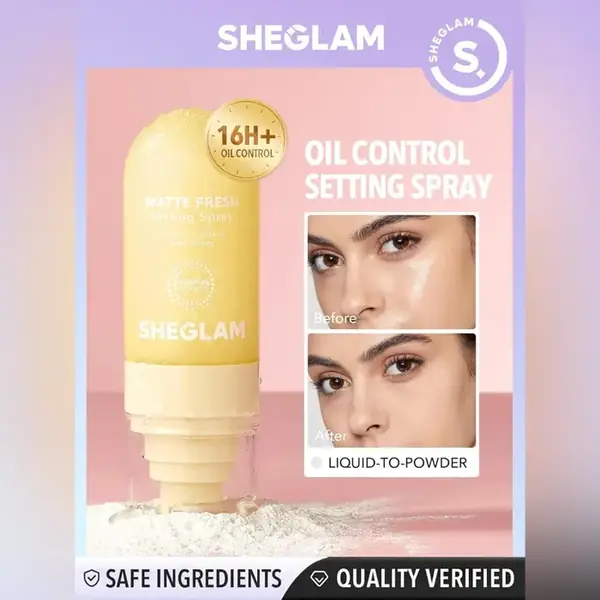 SHEGLAM
SHEGLAM
S.
16H+
OIL CONTROL
OIL CONTROL
SETTING SPRAY
MATTE FRESH
Setting Spray
SHEGLAM
Before
After
LIQUID-TO-POWDER
SAFE INGREDIENTS
QUALITY VERIFIED